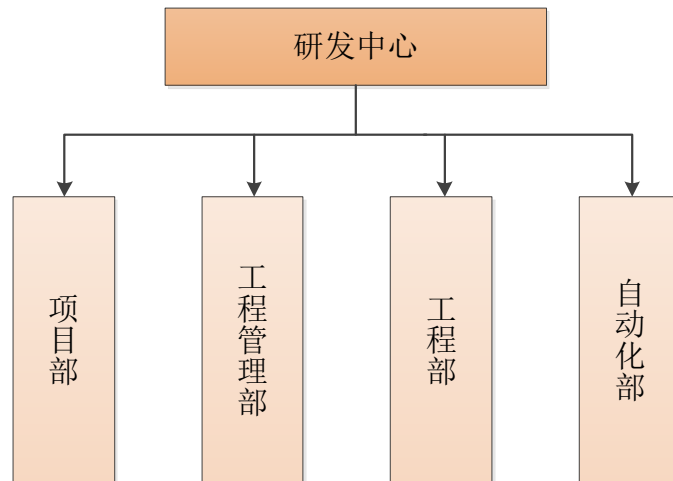 研发中心
项目部
工程管理部
工程部
自动化部